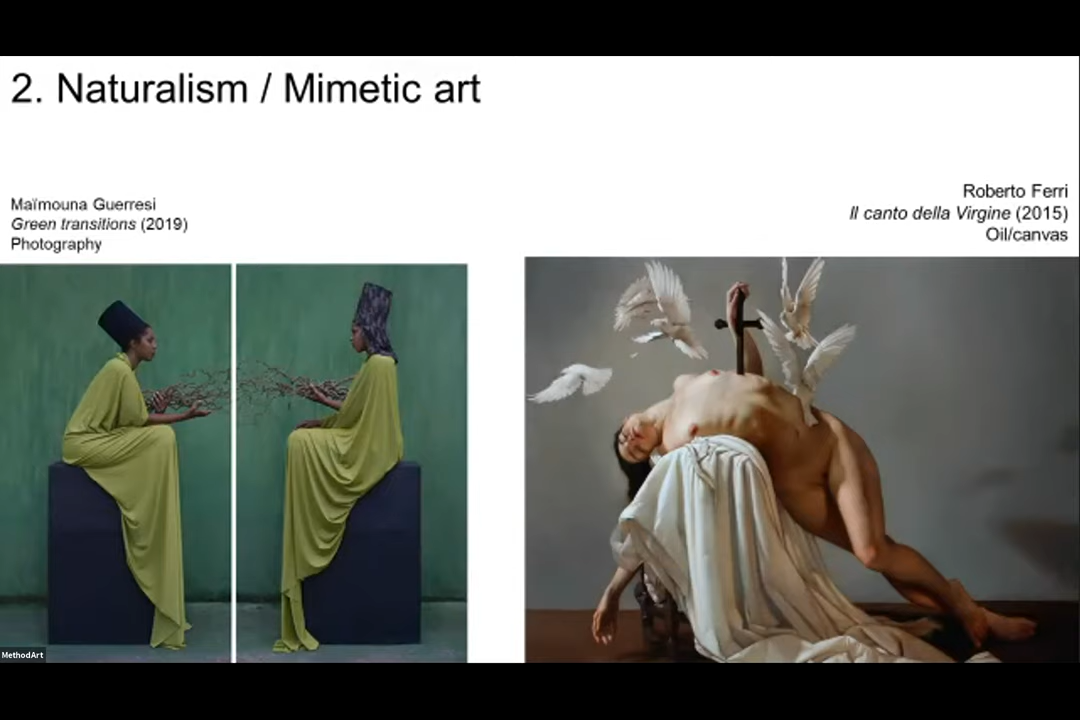 2. Naturalism / Mimetic art
Maïmouna Guerresi
Green transitions (2019)
Photography
Roberto Ferri
Il canto della Virgine (2015)
Oil/canvas
MethodArt